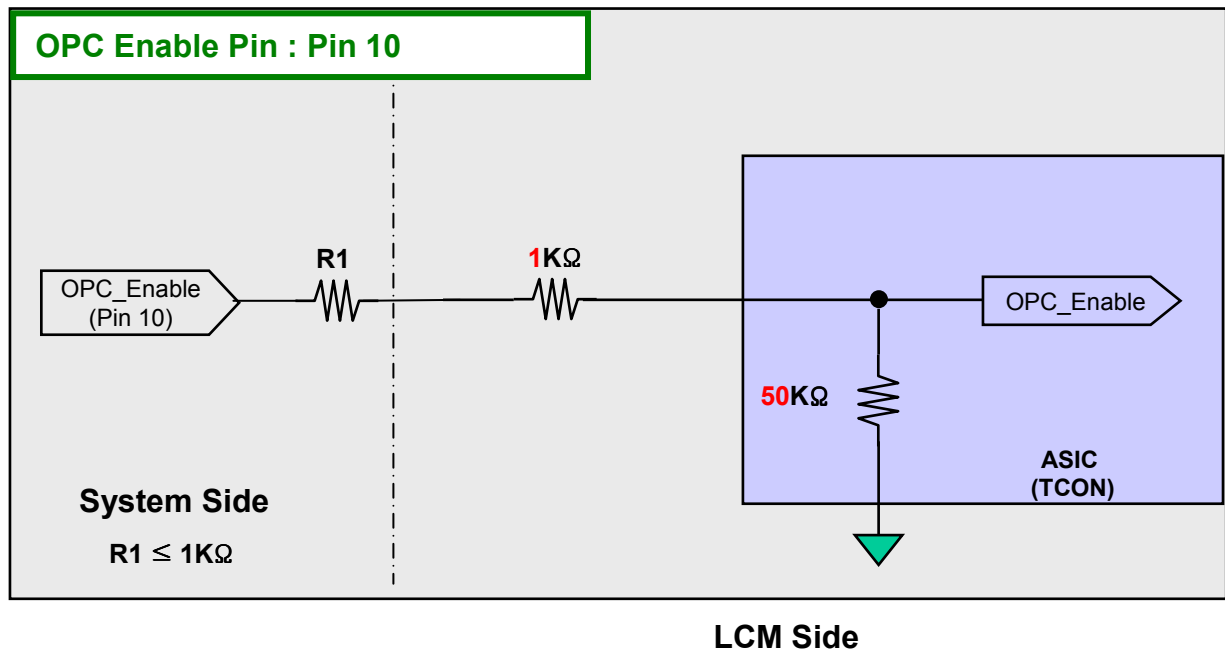 OPC Enable Pin : Pin 10
R1
1KΩ
OPC_Enable
(Pin 10)
OPC_Enable
50KΩ
ASIC
(TCON)
System Side
R1 ≤ 1KΩ
LCM Side